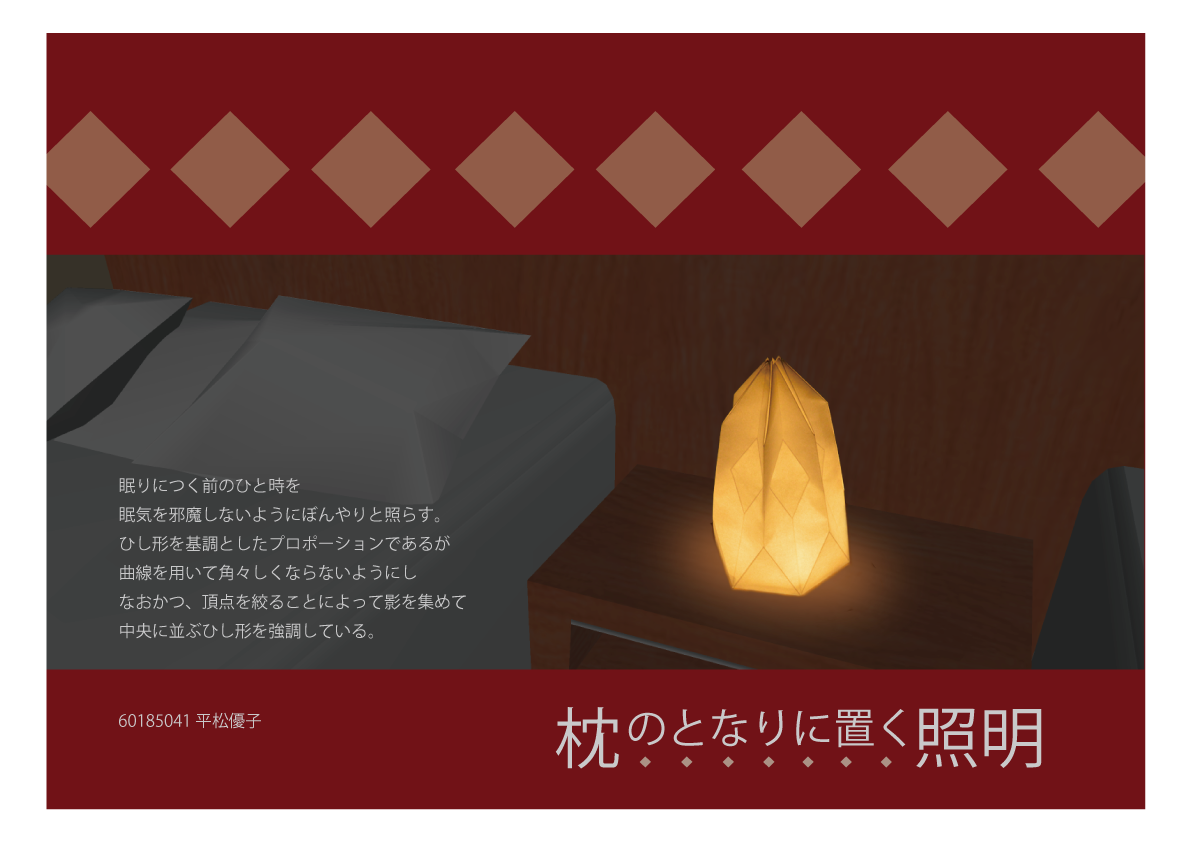 眠りにつく前のひと時を
眠気を邪魔しないようにぼんやりと照らす。
ひし形を基調としたプロポーションであるが
曲線を用いて角々しくならないようにし
なおかつ、頂点を絞ることによって影を集めて
中央に並ぶひし形を強調している。
60185041 平松優子
枕のとなりに置く照明